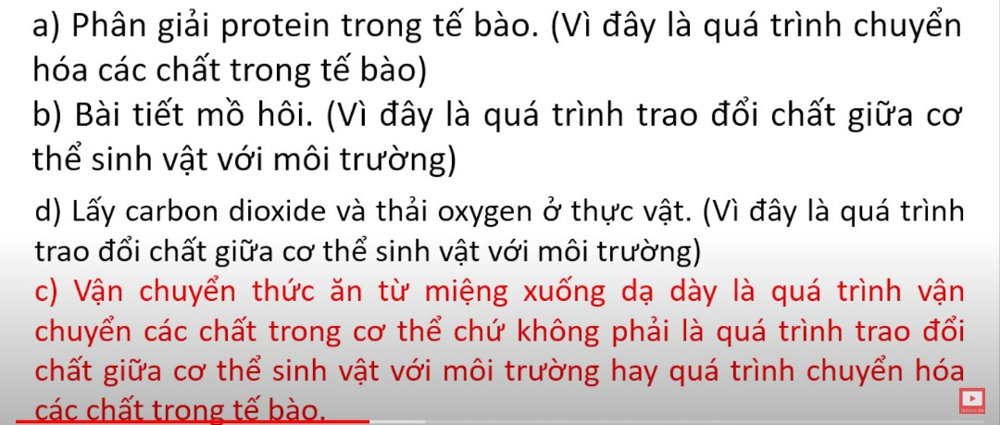 a) Phân giải protein trong tế bào. (Vì đây là quá trình chuyển
hóa các chất trong tế bào)
b) Bài tiết mồ hôi. (Vì đây là quá trình trao đổi chất giữa cơ
thể sinh vật với môi trường)
d) Lấy carbon dioxide và thải oxygen ở thực vật. (Vì đây là quá trình
trao đổi chất giữa cơ thể sinh vật với môi trường)
c) Vận chuyển thức ăn từ miệng xuống dạ dày là quá trình vận
chuyển các chất trong cơ thể chứ không phải là quá trình trao đổi
chất giữa cơ thể sinh vật với môi trường hay quá trình chuyển hóa
các chất trong tế bào.